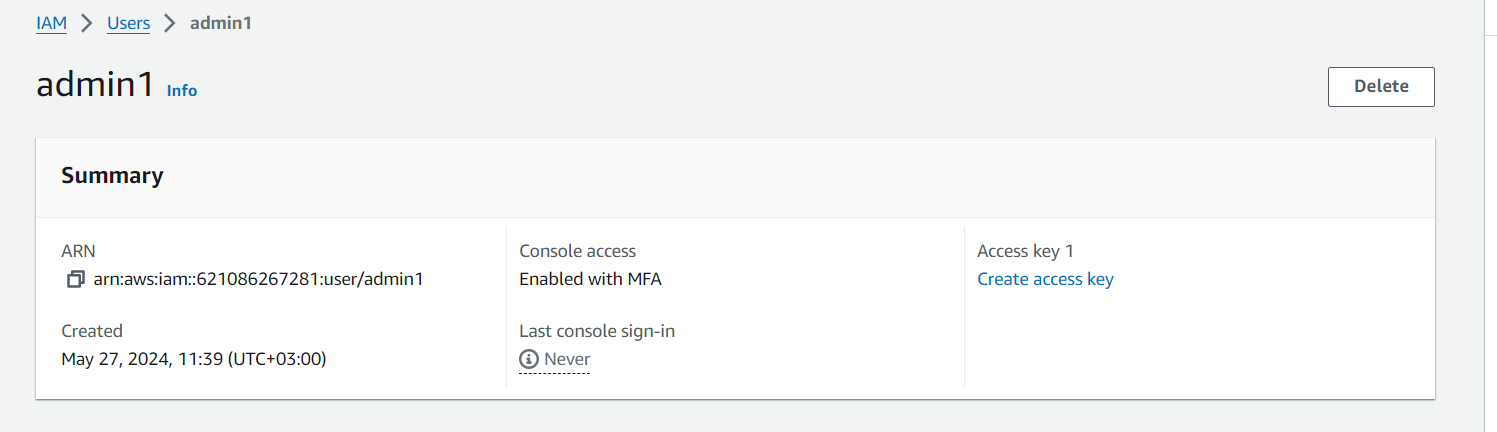 IAM > Users > admin1
admin1 Info
Delete
Summary
ARN
arn:aws:iam::621086267281:user/admin1
Created
May 27, 2024, 11:39 (UTC+03:00)
Console access
Enabled with MFA
Last console sign-in
Never
Access key 1
Create access key